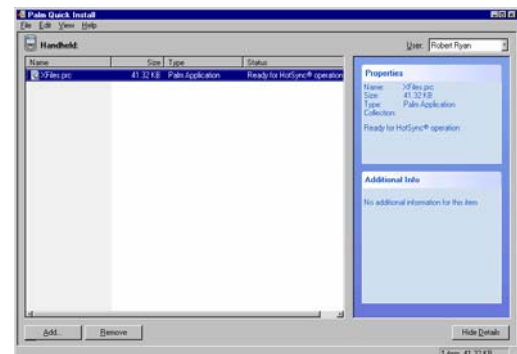 Palm Quick Install
File Edit View Help
Handheld: User: Robert Ryan
Name Size Type Status
XFiles.prc 41.32 KB Palm Application Ready for HotSync® operation
Properties
Name: XFiles.prc
Size: 41.32 KB
Type: Palm Application
Collection:
Ready for HotSync® operation
Additional Info
No additional information for this item
Add... Remove Hide Details
1 item, 41.32 KB